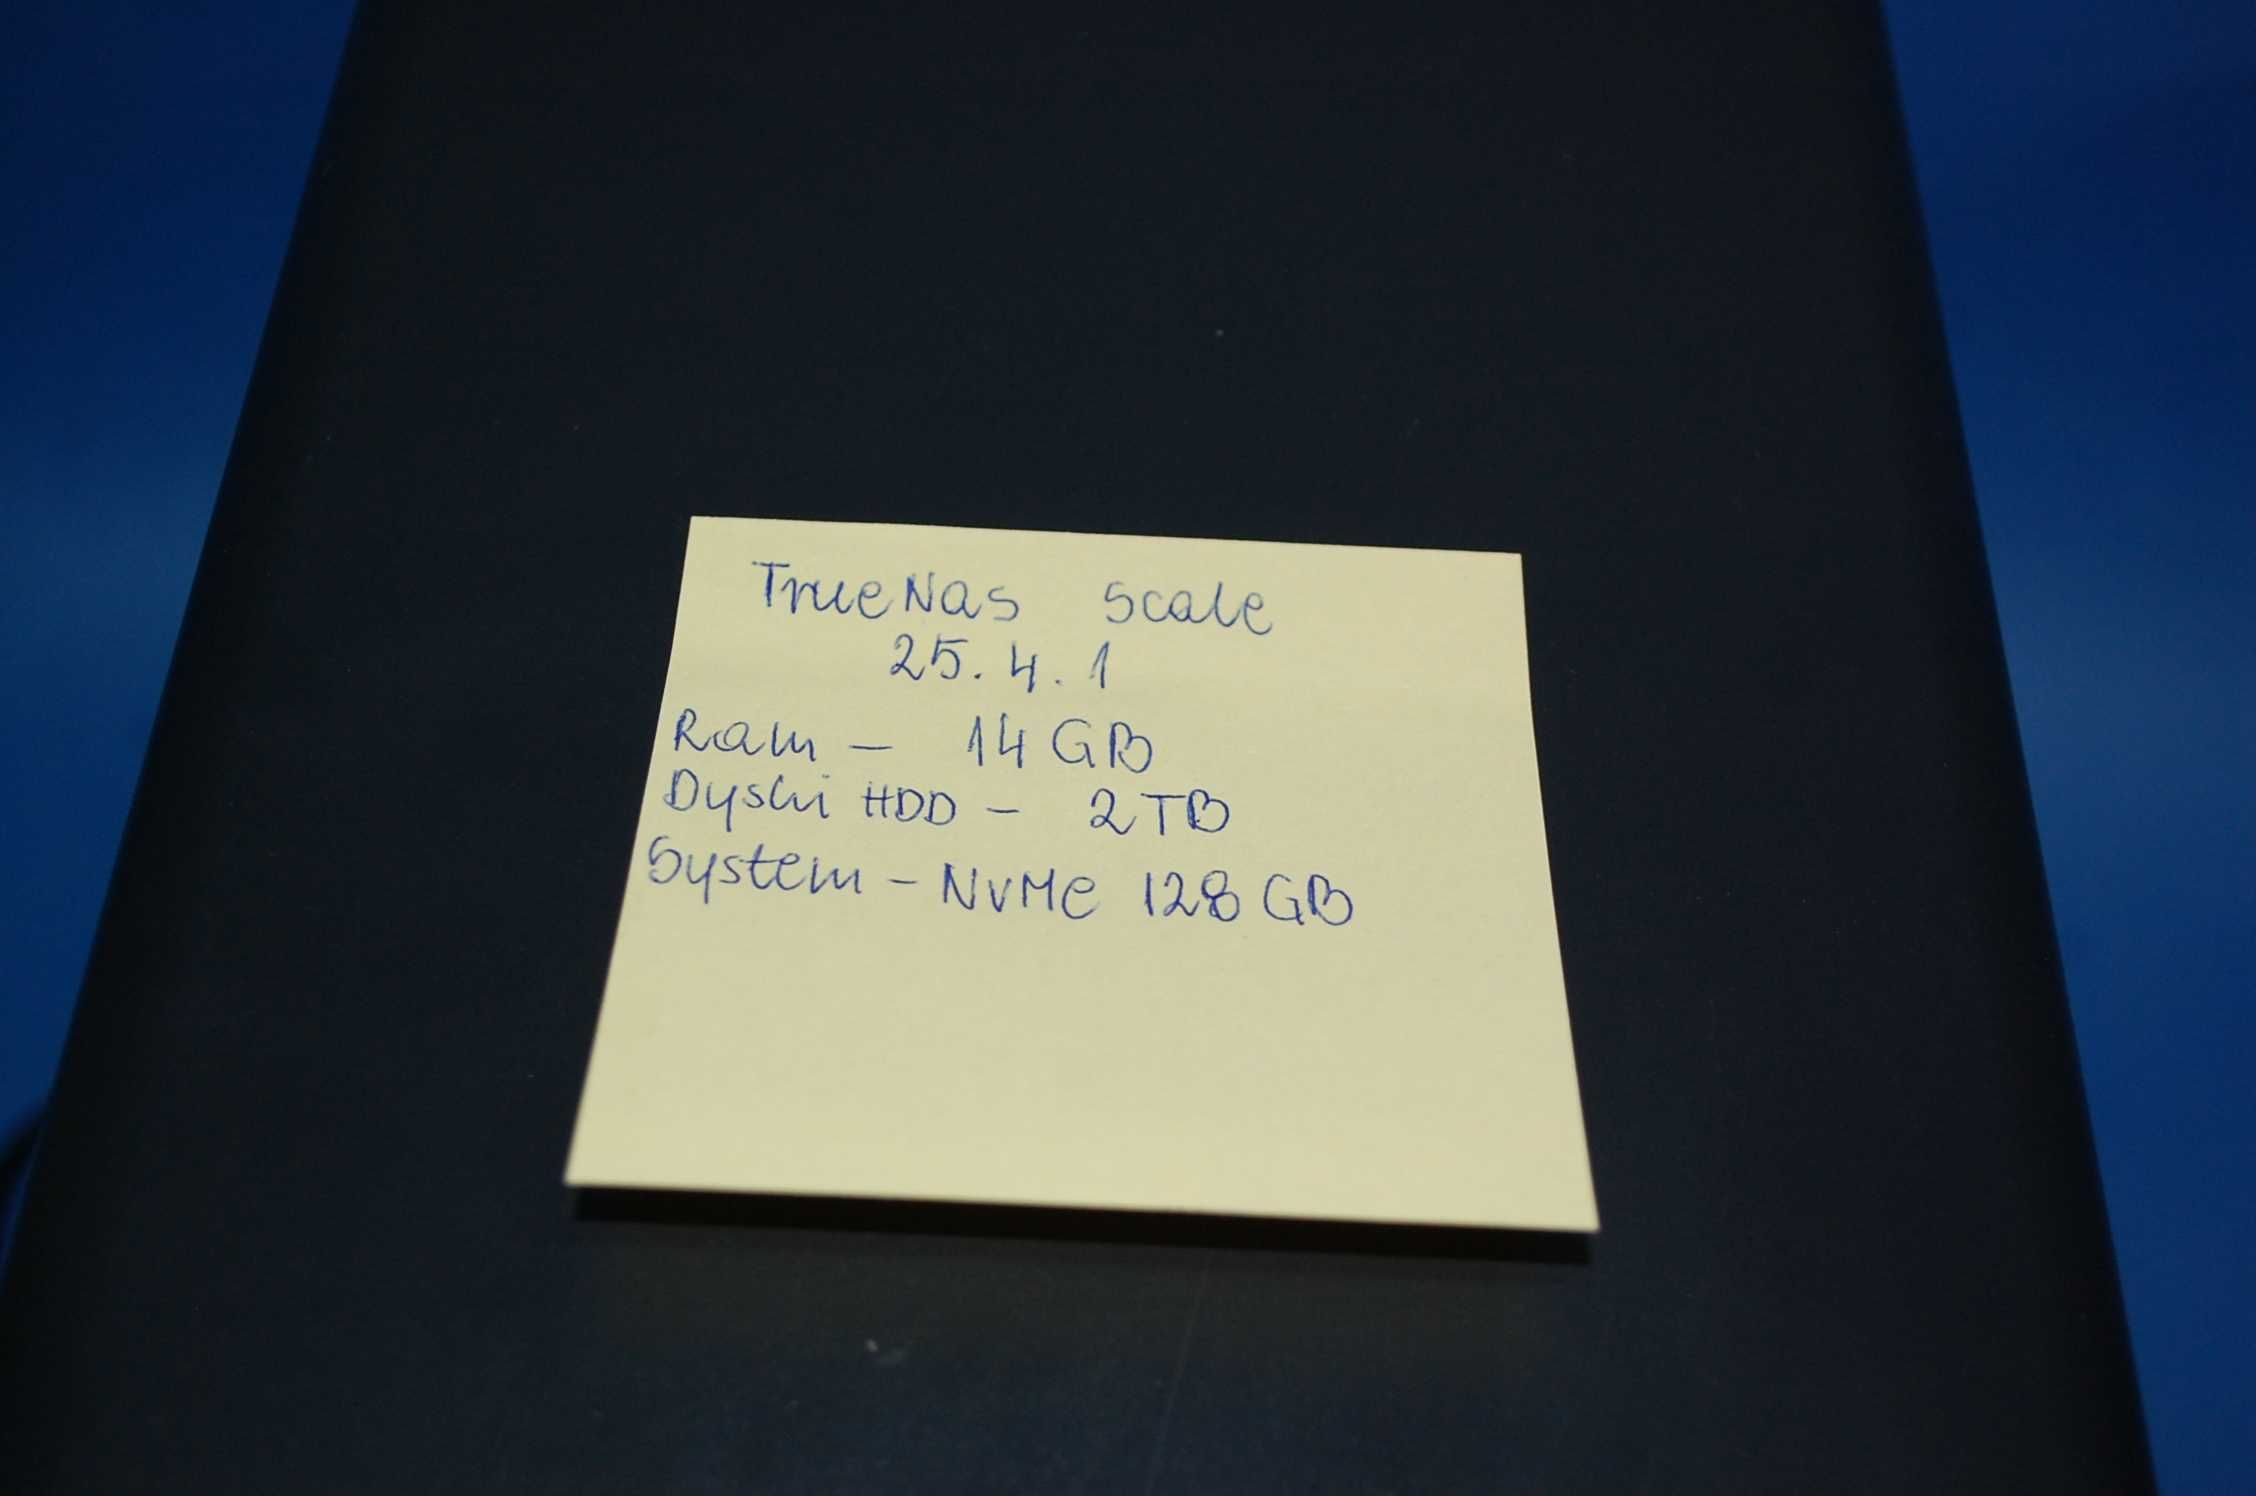 TrueNas Scale
25.4.1
Ram - 14 GB
Dyski HDD - 2TB
System - NVMe 128 GB